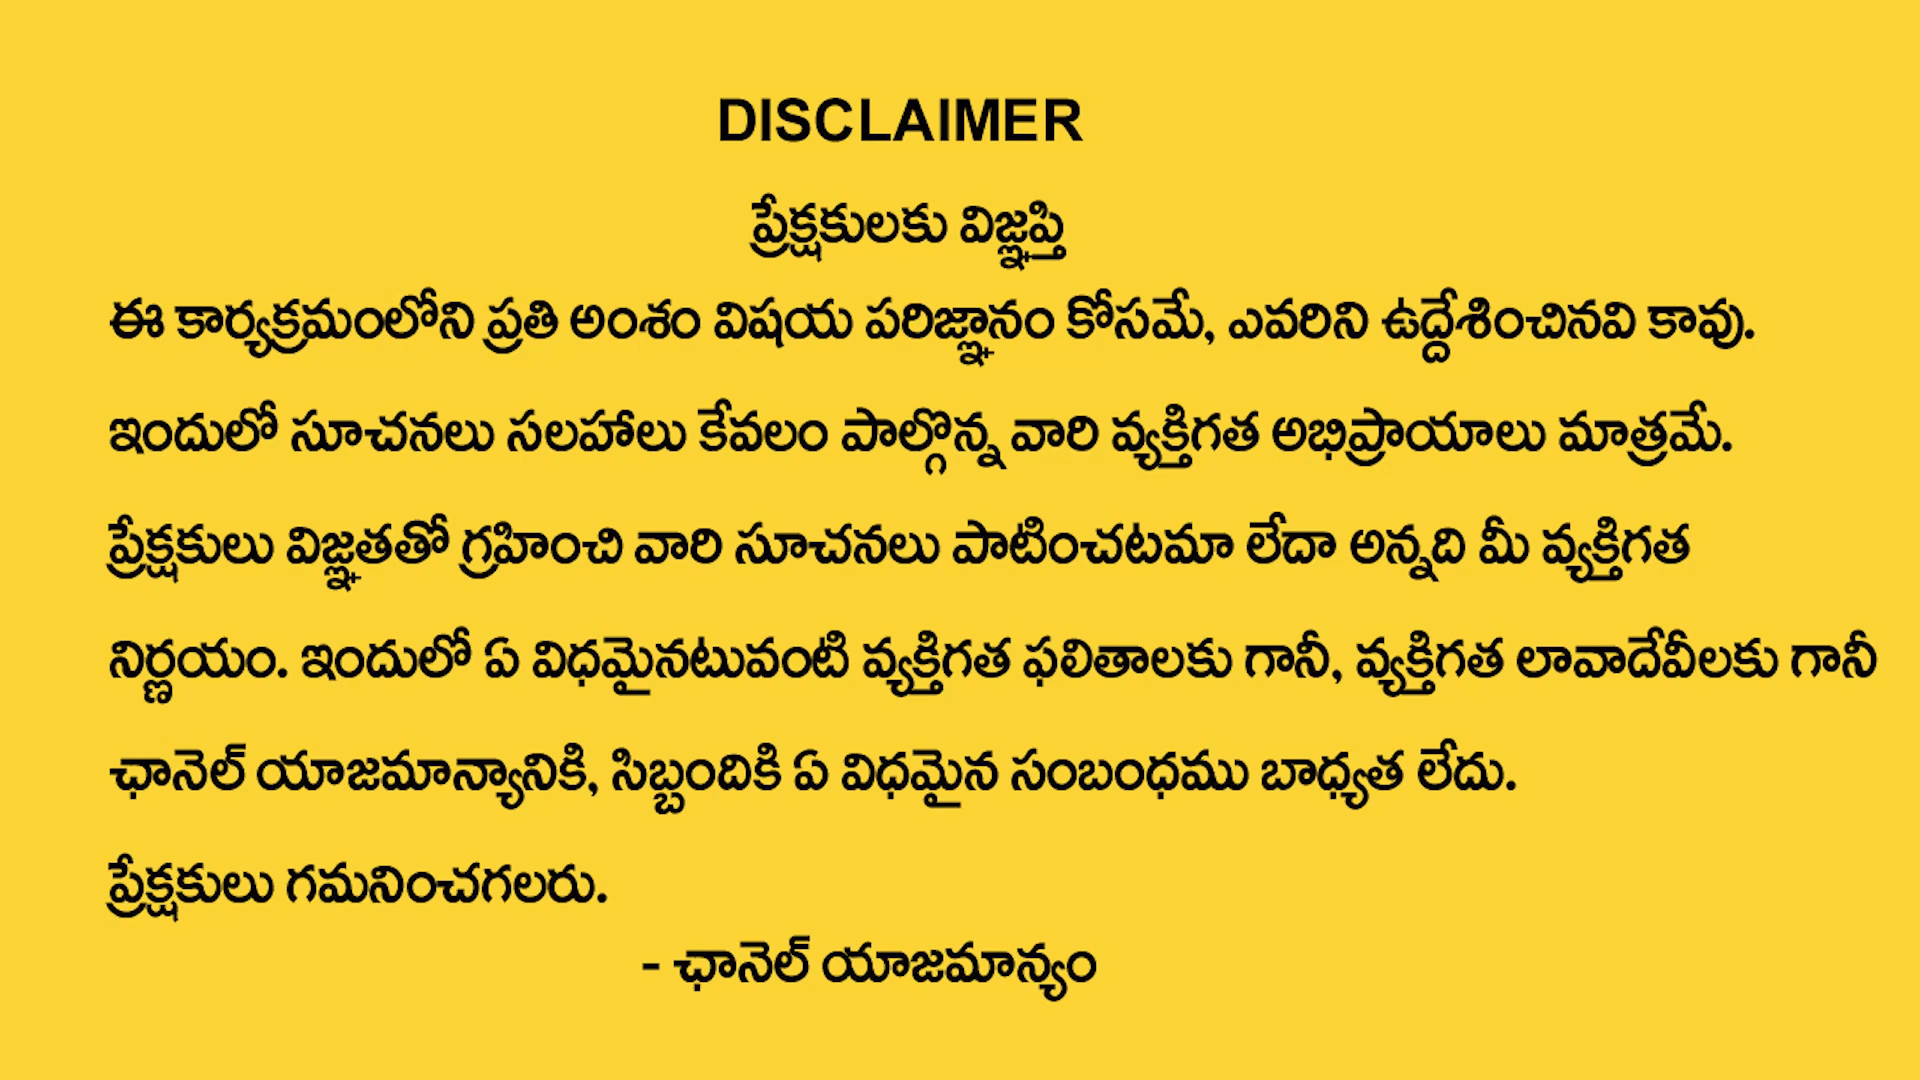 DISCLAIMER
ప్రేక్షకులకు విజ్ఞప్తి
ఈ కార్యక్రమంలోని ప్రతి అంశం విషయ పరిజ్ఞానం కోసమే, ఎవరిని ఉద్దేశించినవి కావు.
ఇందులో సూచనలు సలహాలు కేవలం పాల్గొన్న వారి వ్యక్తిగత అభిప్రాయాలు మాత్రమే.
ప్రేక్షకులు విజ్ఞతతో గ్రహించి వారి సూచనలు పాటించటమా లేదా అన్నది మీ వ్యక్తిగత
నిర్ణయం. ఇందులో ఏ విధమైనటువంటి వ్యక్తిగత ఫలితాలకు గానీ, వ్యక్తిగత లావాదేవీలకు గానీ
ఛానెల్ యాజమాన్యానికి, సిబ్బందికి ఏ విధమైన సంబంధము బాధ్యత లేదు.
ప్రేక్షకులు గమనించగలరు.
- ఛానెల్ యాజమాన్యం